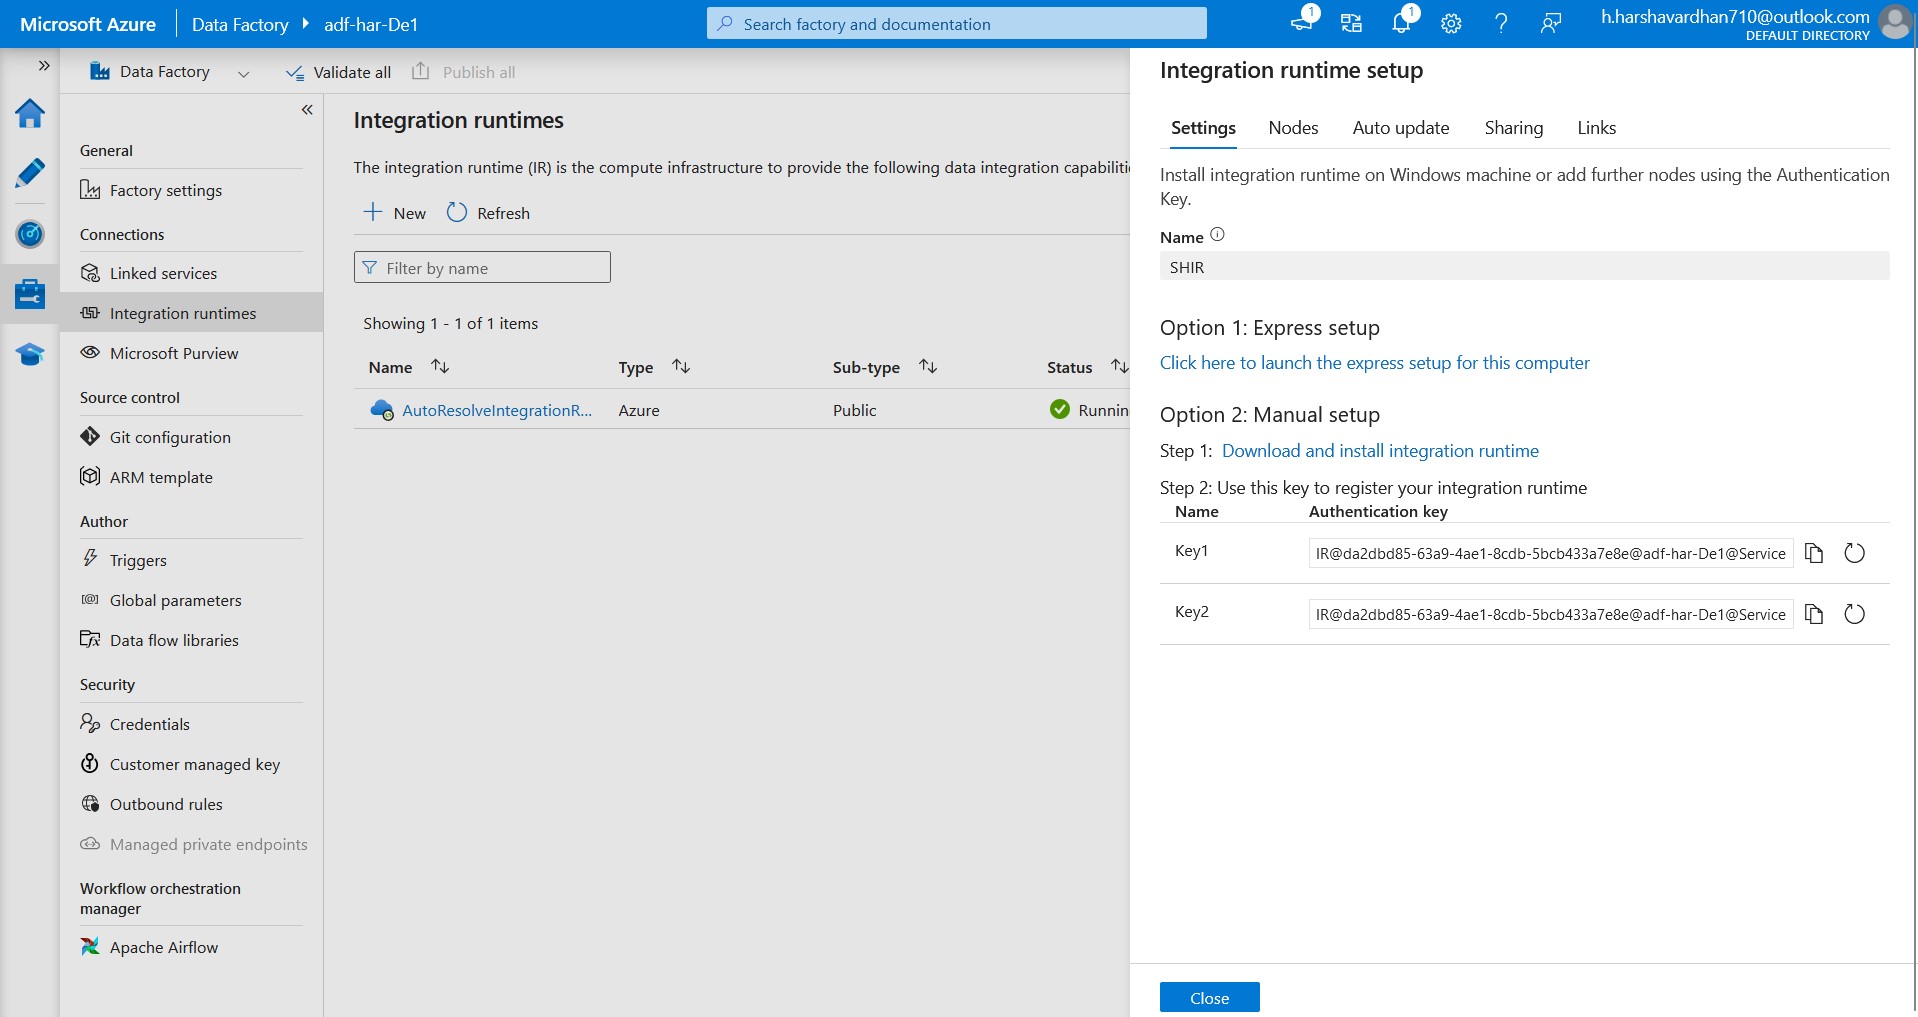 Microsoft Azure
Data Factory
adf-har-De1
Search factory and documentation
1
1
h.harshavardhan710@outlook.com
DEFAULT DIRECTORY
Data Factory
Validate all
Publish all
General
Factory settings
Connections
Linked services
Integration runtimes
Microsoft Purview
Source control
Git configuration
ARM template
Author
Triggers
Global parameters
Data flow libraries
Security
Credentials
Customer managed key
Outbound rules
Managed private endpoints
Workflow orchestration
manager
Apache Airflow
Integration runtimes
The integration runtime (IR) is the compute infrastructure to provide the following data integration capabiliti
New
Refresh
Filter by name
Showing 1 - 1 of 1 items
Name Type Sub-type Status
AutoResolveIntegrationR... Azure Public Runnin
Integration runtime setup
Settings Nodes Auto update Sharing Links
Install integration runtime on Windows machine or add further nodes using the Authentication
Key.
Name
SHIR
Option 1: Express setup
Click here to launch the express setup for this computer
Option 2: Manual setup
Step 1: Download and install integration runtime
Step 2: Use this key to register your integration runtime
Name Authentication key
Key1 IR@da2dbd85-63a9-4ae1-8cdb-5bcb433a7e8e@adf-har-De1@Service
Key2 IR@da2dbd85-63a9-4ae1-8cdb-5bcb433a7e8e@adf-har-De1@Service
Close